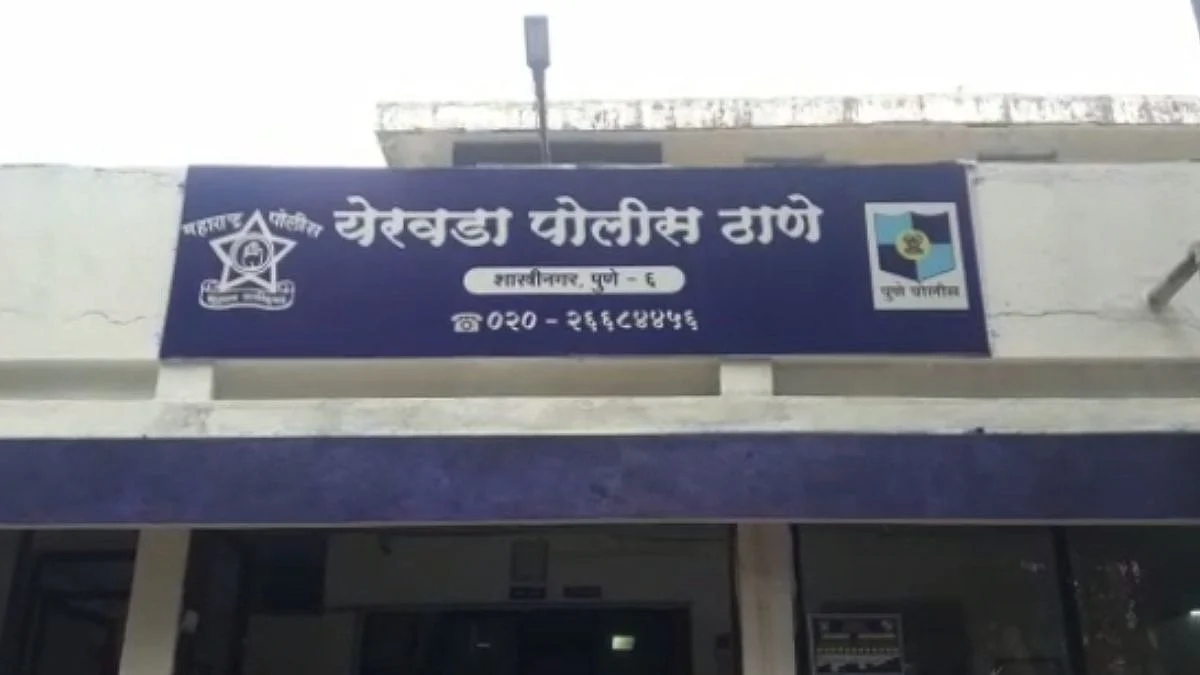 महाराष्ट्र पोलीस
येरवडा पोलीस ठाणे
शास्त्रीनगर, पुणे - ६
☎०२० - २६६८४४५६
पुणे पोलीस